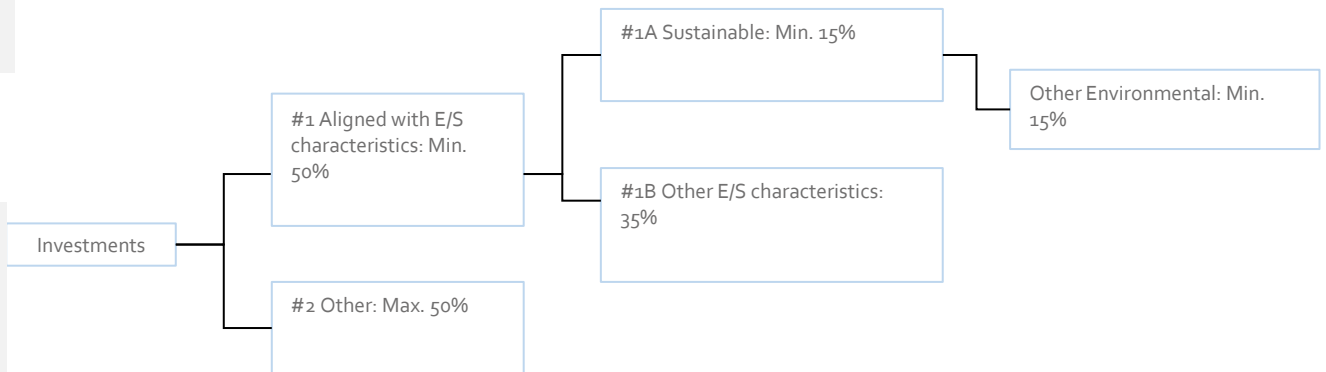 #1A Sustainable: Min. 15%
Other Environmental: Min.
15%
#1 Aligned with E/S
characteristics: Min.
50%
#1B Other E/S characteristics:
35%
Investments
#2 Other: Max. 50%